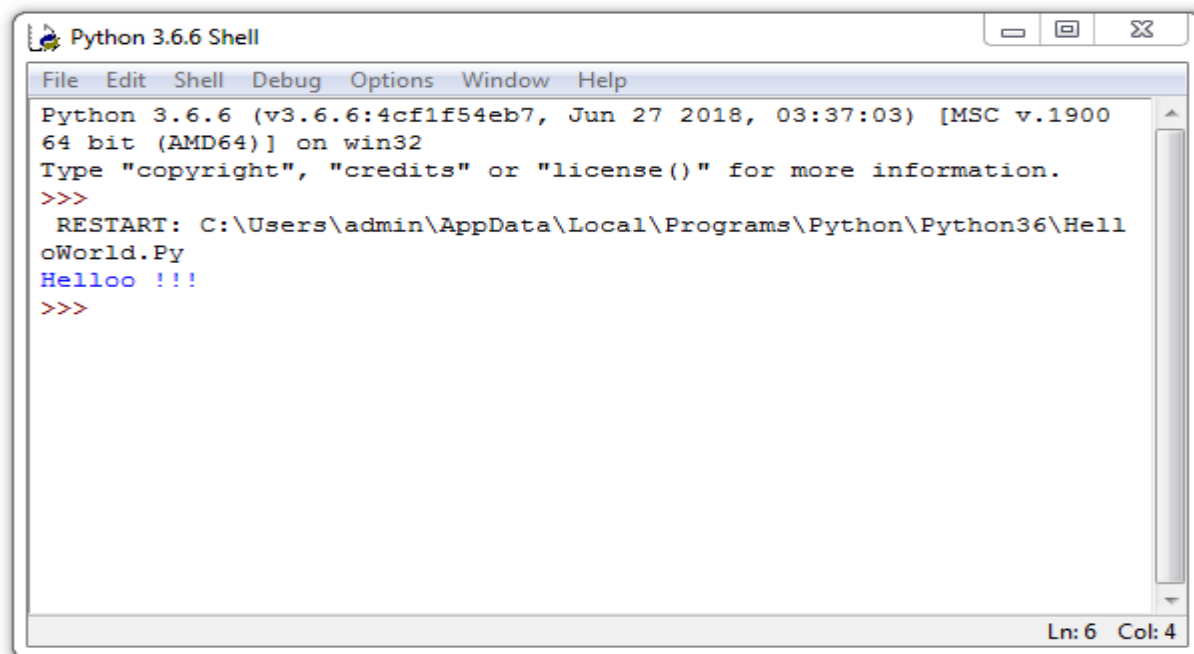 Python 3.6.6 Shell
File Edit Shell Debug Options Window Help
Python 3.6.6 (v3.6.6:4cf1f54eb7, Jun 27 2018, 03:37:03) [MSC v.1900
64 bit (AMD64)] on win32
Type "copyright", "credits" or "license()" for more information.
>>>
 RESTART: C:\Users\admin\AppData\Local\Programs\Python\Python36\Hell
oWorld.Py
Helloo !!!
>>>
Ln: 6 Col: 4